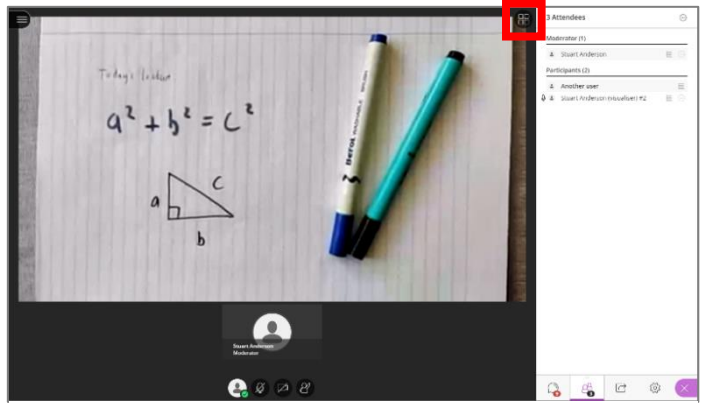 3 Attendees
Moderator (1)
Stuart Anderson
Participants (2)
Another user
Stuart Anderson (visualiser) #2
Today's lecture
a² + b² = c²
a
c
b
Berol
Stuart Anderson
Moderator